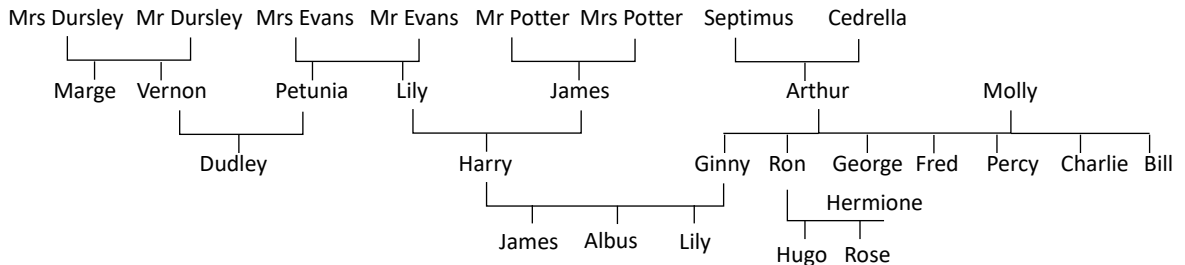 Mrs Dursley Mr Dursley Mrs Evans Mr Evans Mr Potter Mrs Potter Septimus Cedrella
Marge Vernon Petunia Lily James Arthur Molly
Dudley Harry Ginny Ron George Fred Percy Charlie Bill
Hermione
James Albus Lily
Hugo Rose